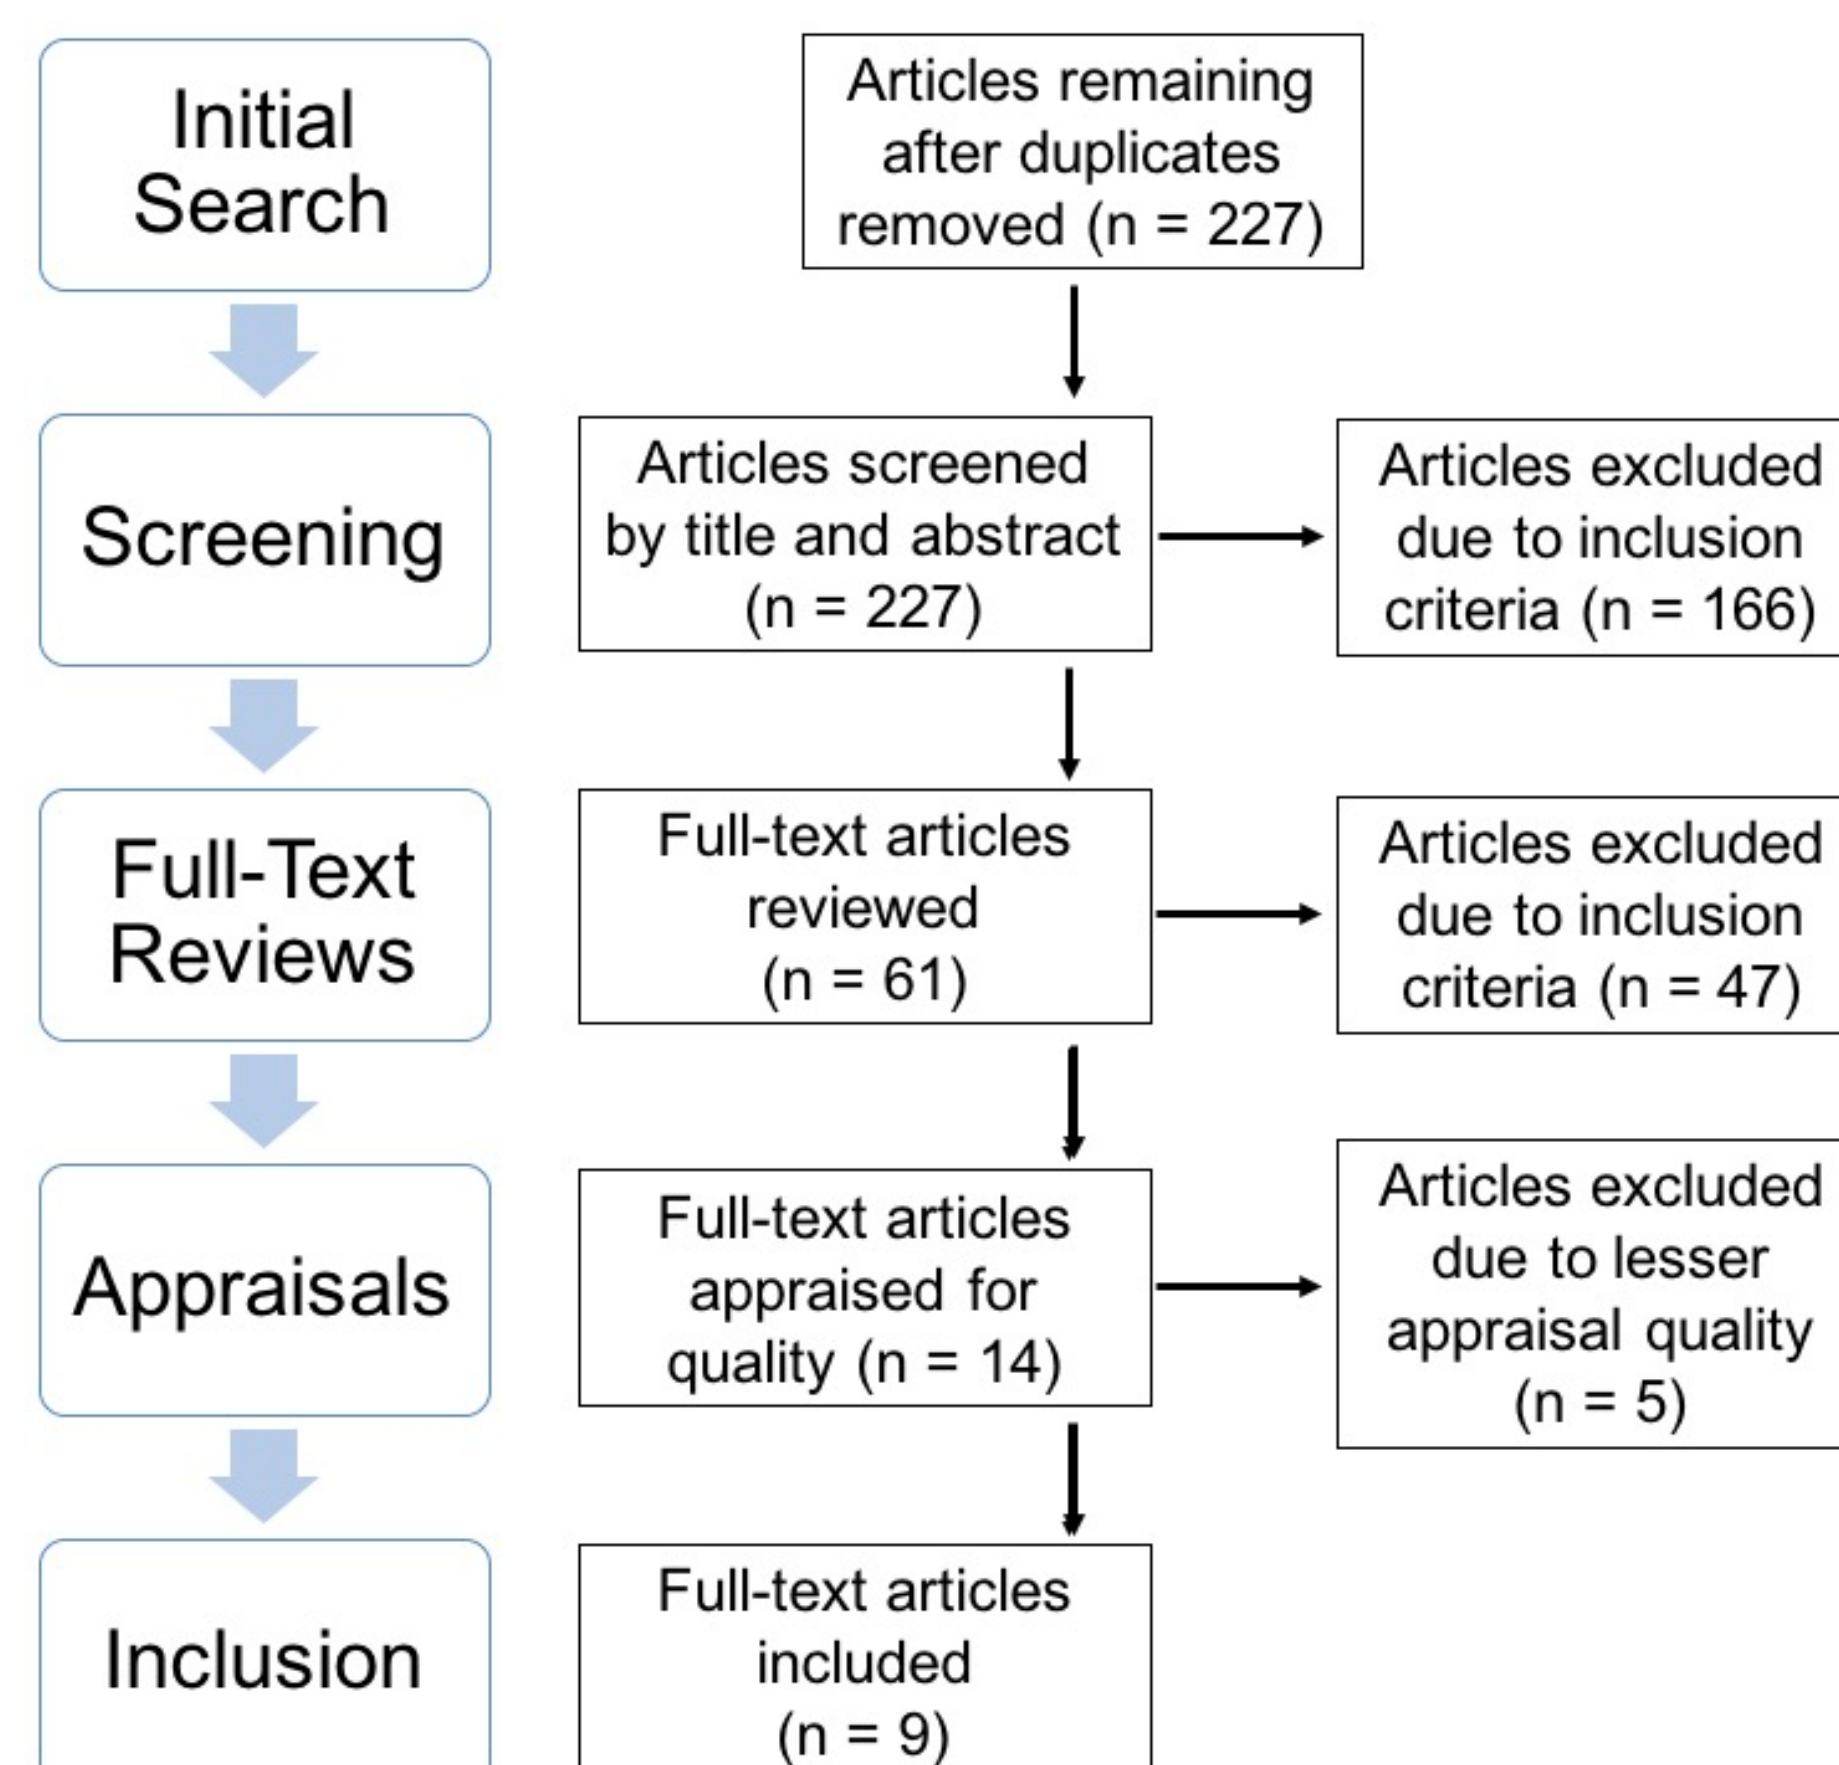 Initial
Search
Articles remaining
after duplicates
removed (n = 227)
Screening
Articles screened
by title and abstract
(n = 227)
Articles excluded
due to inclusion
criteria (n = 166)
Full-Text
Reviews
Full-text articles
reviewed
(n = 61)
Articles excluded
due to inclusion
criteria (n = 47)
Appraisals
Full-text articles
appraised for
quality (n = 14)
Articles excluded
due to lesser
appraisal quality
(n = 5)
Inclusion
Full-text articles
included
(n = 9)